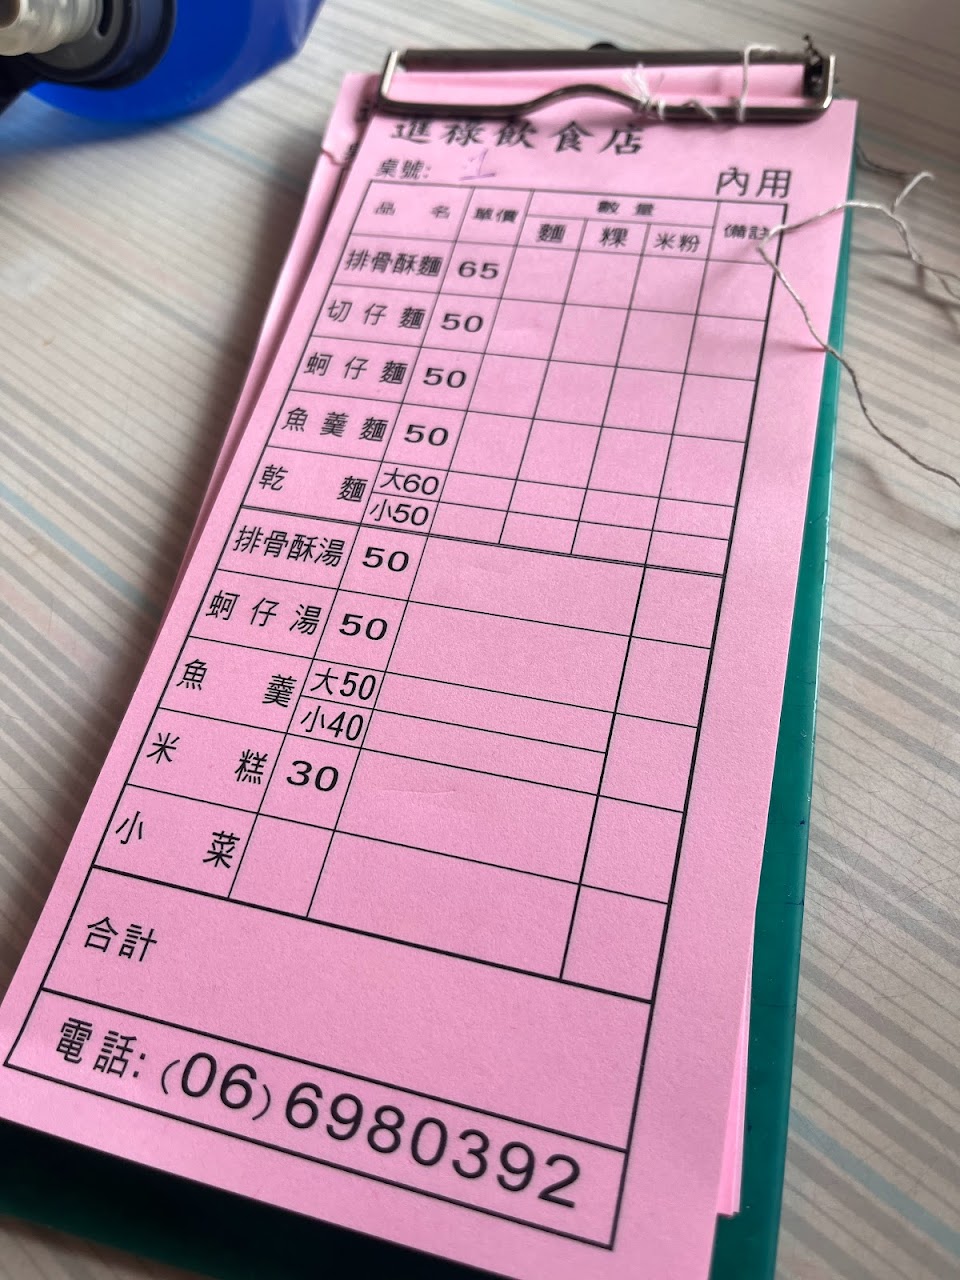 進祿飲食店
桌號: 1
內用
品名 單價 數量 備註
麵 粿 米粉
排骨酥麵 65
切仔麵 50
蚵仔麵 50
魚羹麵 50
乾麵 大60
小50
排骨酥湯 50
蚵仔湯 50
魚羹 大50
小40
米糕 30
小菜
合計
電話:(06)6980392